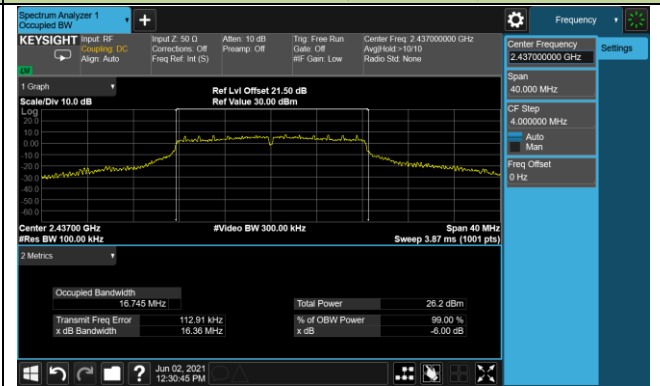 Spectrum Analyzer 1
Occupied BW
Frequency
KEYSIGHT
Input: RF
Coupling: DC
Align: Auto
Input Z: 50 Ω
Corrections: Off
Freq Ref: Int (S)
Atten: 10 dB
Preamp: Off
Trig: Free Run
Gate: Off
#IF Gain: Low
Center Freq: 2.437000000 GHz
Avg|Hold:>10/10
Radio Std: None
LW
Center Frequency
2.437000000 GHz
Settings
Span
40.000 MHz
CF Step
4.000000 MHz
Auto
Man
Freq Offset
0 Hz
1 Graph
Scale/Div 10.0 dB
Ref Lvl Offset 21.50 dB
Ref Value 30.00 dBm
Log
20.0
10.0
0.00
-10.0
-20.0
-30.0
-40.0
-50.0
-60.0
Center 2.43700 GHz
#Res BW 100.00 kHz
#Video BW 300.00 kHz
Span 40 MHz
Sweep 3.87 ms (1001 pts)
2 Metrics
Occupied Bandwidth
16.745 MHz
Transmit Freq Error 112.91 kHz
x dB Bandwidth 16.36 MHz
Total Power 26.2 dBm
% of OBW Power 99.00 %
x dB -6.00 dB
Jun 02, 2021
12:30:45 PM